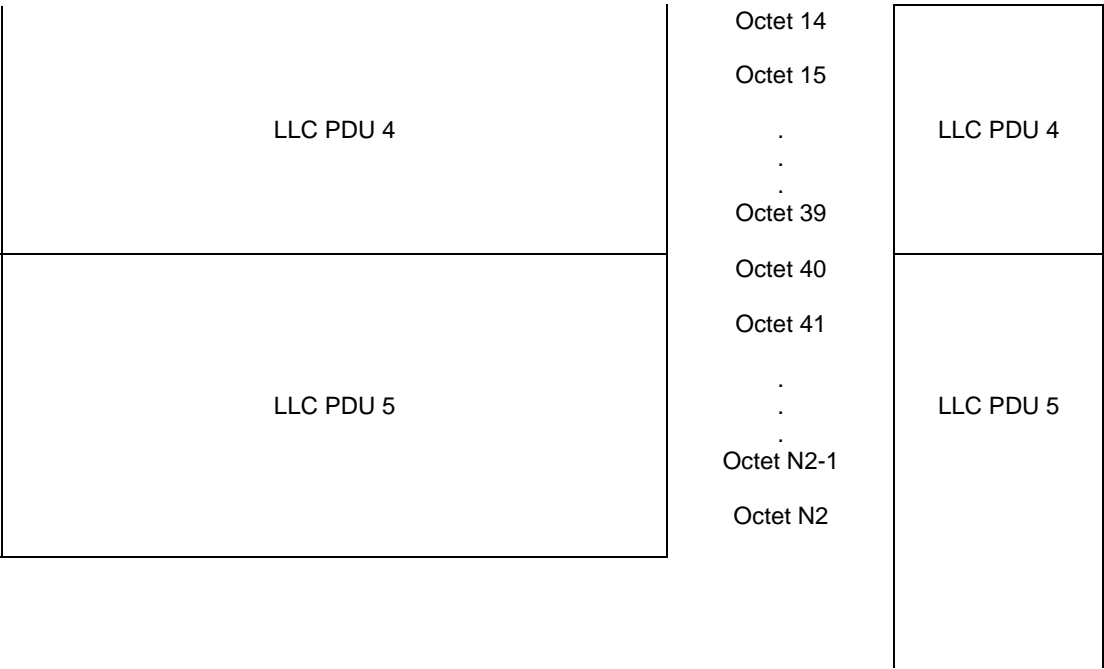 Octet 14
Octet 15
LLC PDU 4 . LLC PDU 4
.
.
Octet 39
Octet 40
Octet 41
.
LLC PDU 5 . LLC PDU 5
.
Octet N2-1
Octet N2